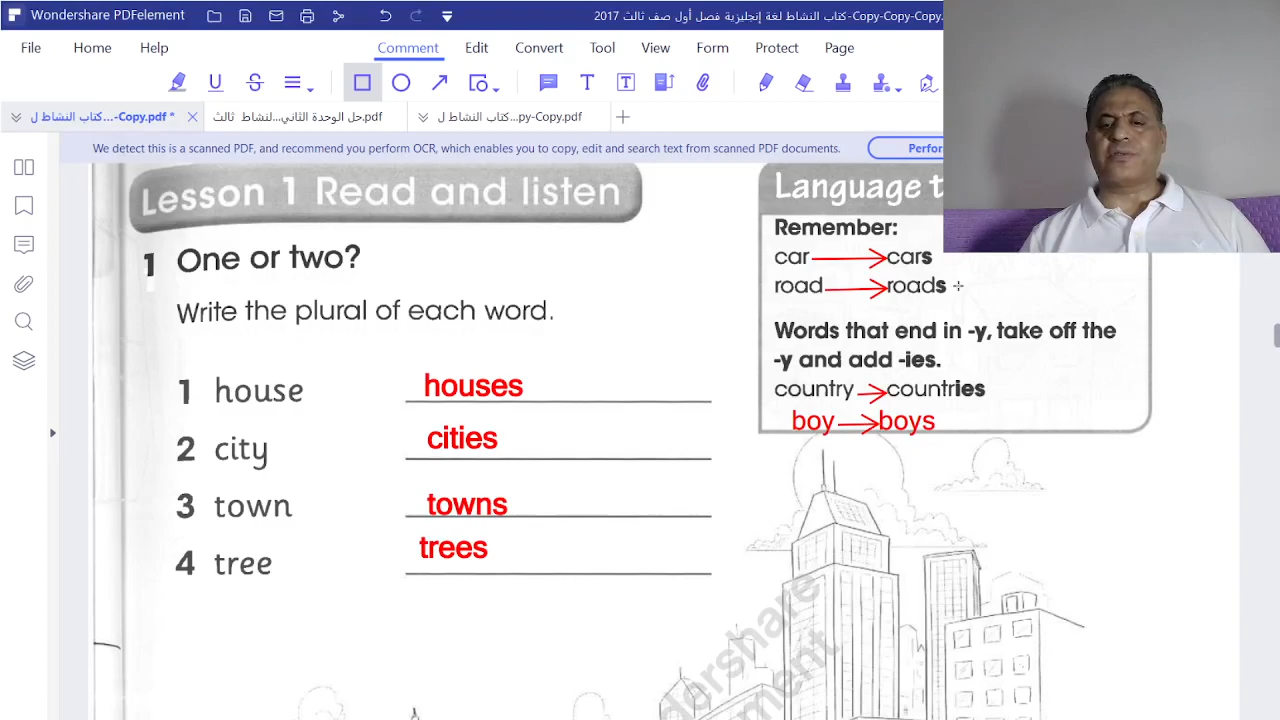 Wondershare PDFelement
كتاب النشاط لغة إنجليزية فصل أول صف ثالث 2017-Copy-Copy-Copy.
File Home Help Comment Edit Convert Tool View Form Protect Page
كتاب النشاط ل...-Copy.pdf *
حل الوحدة الثاني...لنشاط ثالث.pdf
كتاب النشاط ل...py-Copy.pdf
We detect this is a scanned PDF, and recommend you perform OCR, which enables you to copy, edit and search text from scanned PDF documents.
Perfor
Lesson 1 Read and listen
1 One or two?
Write the plural of each word.
1 house houses
2 city cities
3 town towns
4 tree trees
Language t
Remember:
car cars
road roads
Words that end in -y, take off the
-y and add -ies.
country countries
boy boys
dershare
ement